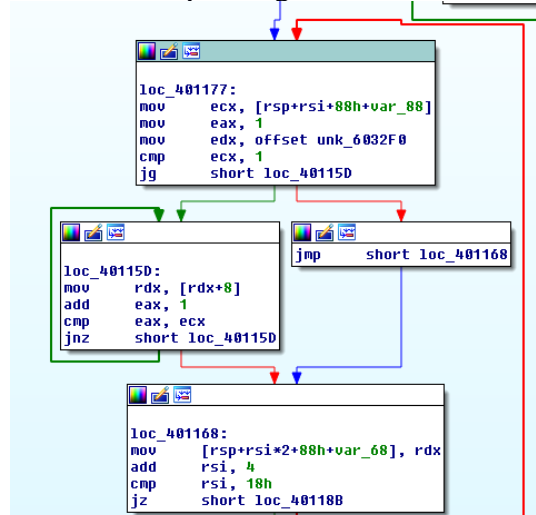 loc_401177:
mov ecx, [rsp+rsi+88h+var_88]
mov eax, 1
mov edx, offset unk_6032F0
cmp ecx, 1
jg short loc_40115D
jmp short loc_401168
loc_40115D:
mov rdx, [rdx+8]
add eax, 1
cmp eax, ecx
jnz short loc_40115D
loc_401168:
mov [rsp+rsi*2+88h+var_68], rdx
add rsi, 4
cmp rsi, 18h
jz short loc_40118B